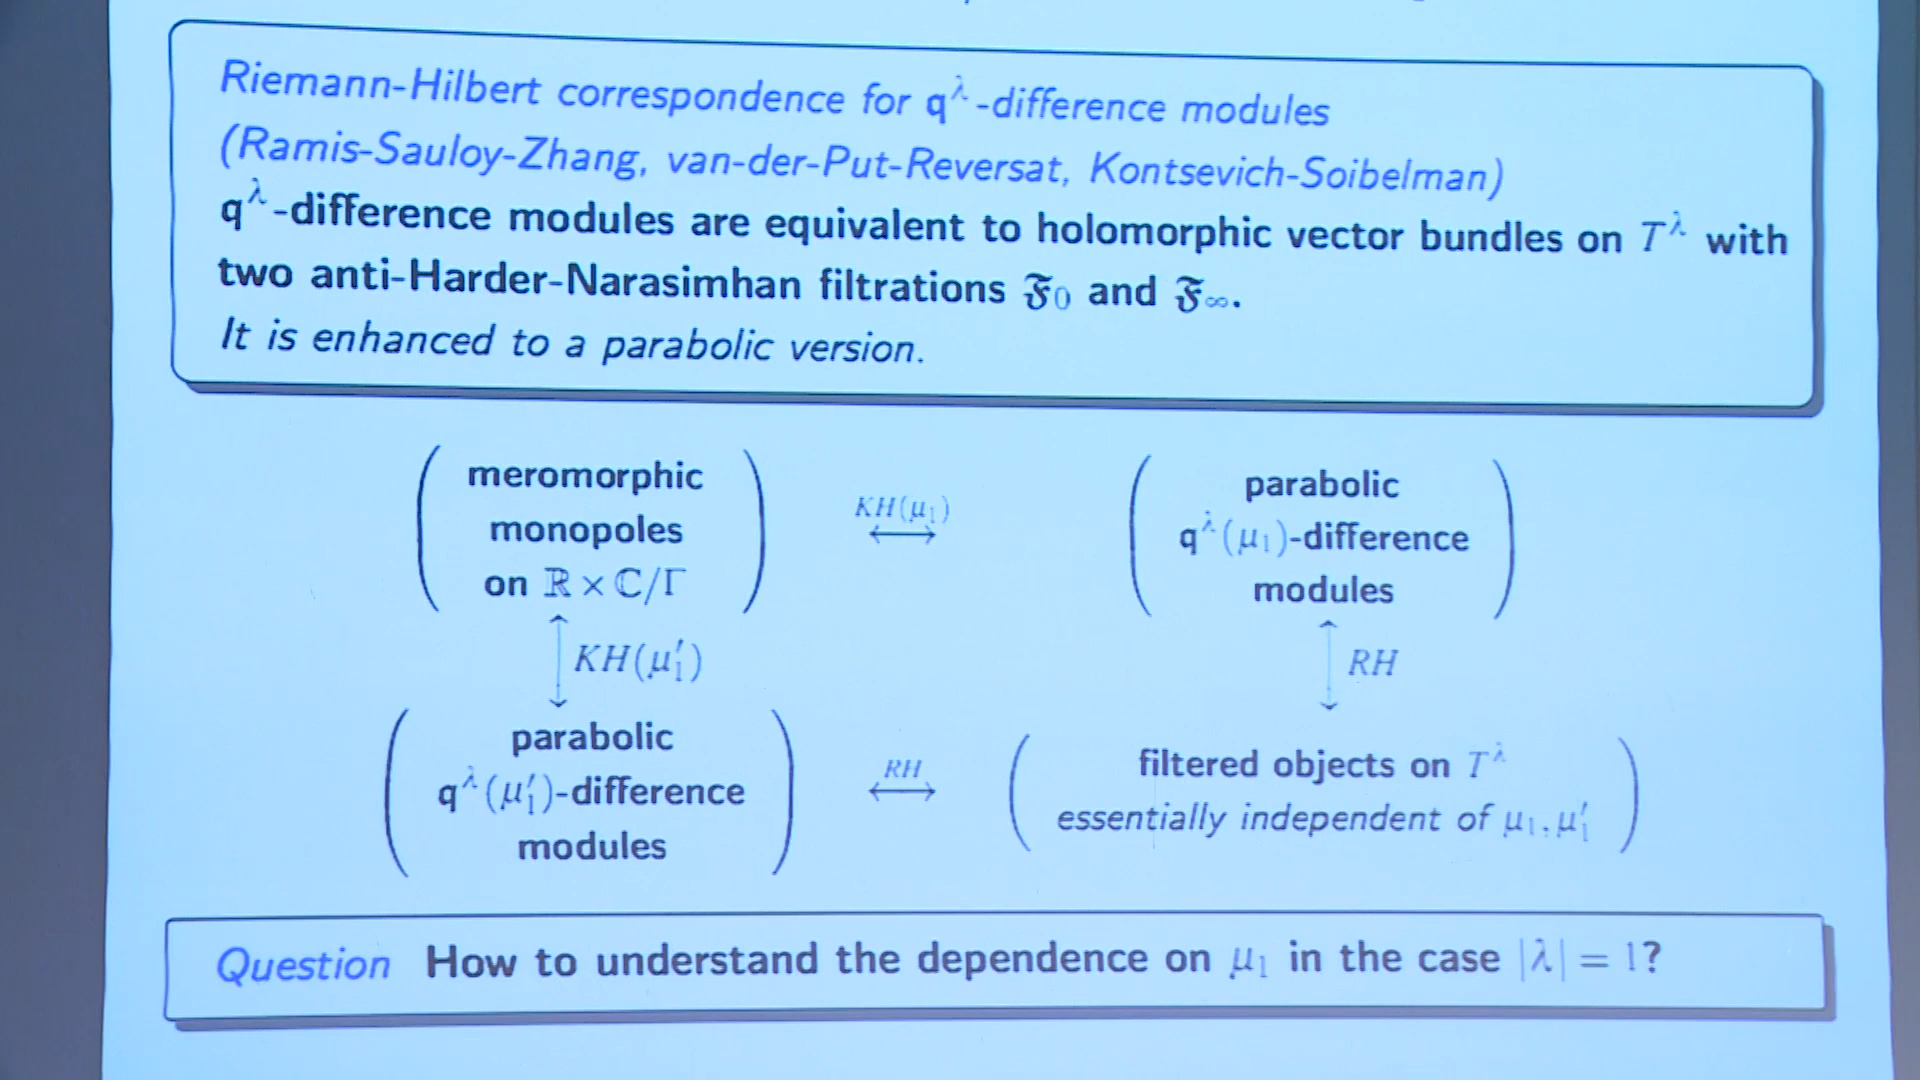 Riemann-Hilbert correspondence for q^λ-difference modules
(Ramis-Sauloy-Zhang, van-der-Put-Reversat, Kontsevich-Soibelman)
q^λ-difference modules are equivalent to holomorphic vector bundles on T^λ with
two anti-Harder-Narasimhan filtrations 𝔉₀ and 𝔉∞.
It is enhanced to a parabolic version.
meromorphic
monopoles
on ℝ × ℂ/Γ
KH(μ₁)
⟷
parabolic
q^λ(μ₁)-difference
modules
KH(μ₁′)
RH
parabolic
q^λ(μ₁′)-difference
modules
RH
⟷
filtered objects on T^λ
essentially independent of μ₁, μ₁′
Question How to understand the dependence on μ₁ in the case |λ| = 1?